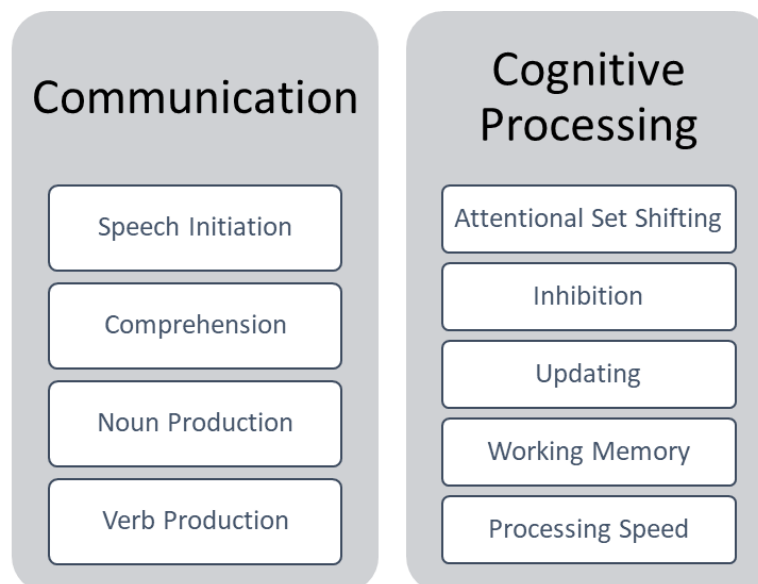 Communication
Speech Initiation
Comprehension
Noun Production
Verb Production
Cognitive
Processing
Attentional Set Shifting
Inhibition
Updating
Working Memory
Processing Speed